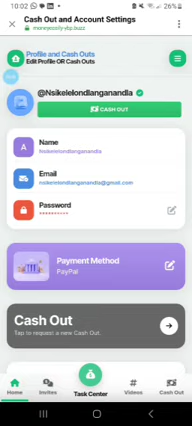 10:02
26%
Cash Out and Account Settings
moneyocily-ykp.buzz
Profile and Cash Outs
Edit Profile OR Cash Outs
@Nsikelelondlanganandla
CASH OUT
A
Name
Nsikelelondlanganandla
Email
nsikelelondlanganandla@gmail.com
Password
**********
Payment Method
PayPal
Cash Out
Tap to request a new Cash Out.
Home
Invites
Task Center
Videos
Cash Out